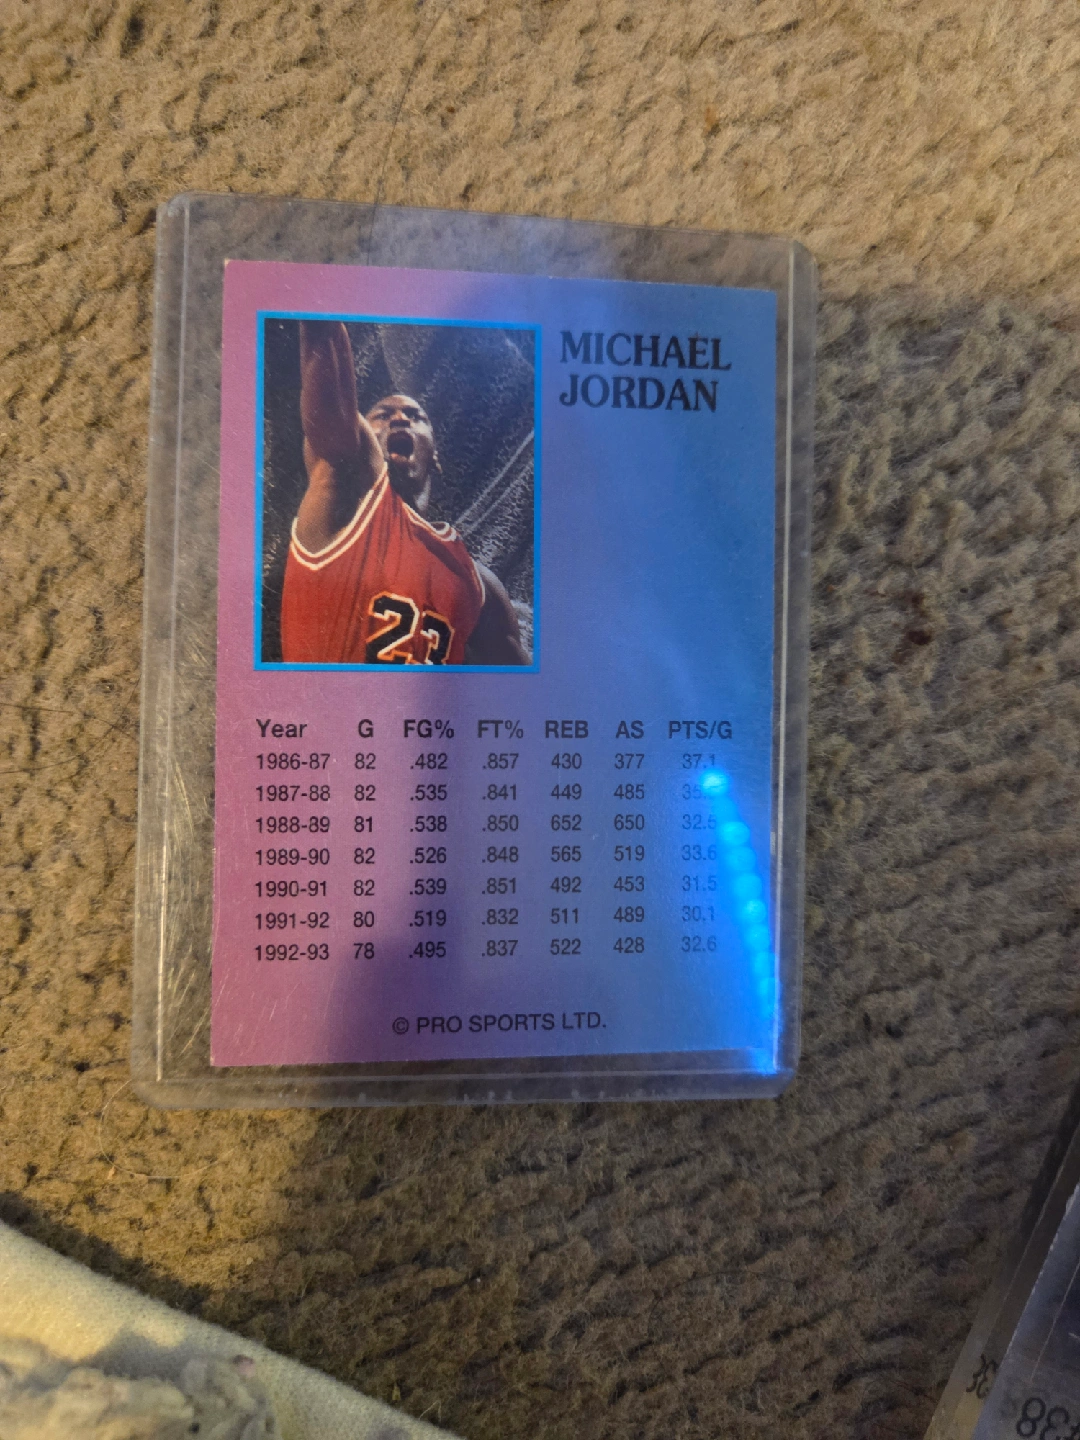 MICHAEL
JORDAN
23
Year G FG% FT% REB AS PTS/G
1986-87 82 .482 .857 430 377 37.1
1987-88 82 .535 .841 449 485
1988-89 81 .538 .850 652 650 32.5
1989-90 82 .526 .848 565 519 33.6
1990-91 82 .539 .851 492 453 31.5
1991-92 80 .519 .832 511 489 30.1
1992-93 78 .495 .837 522 428 32.6
© PRO SPORTS LTD.